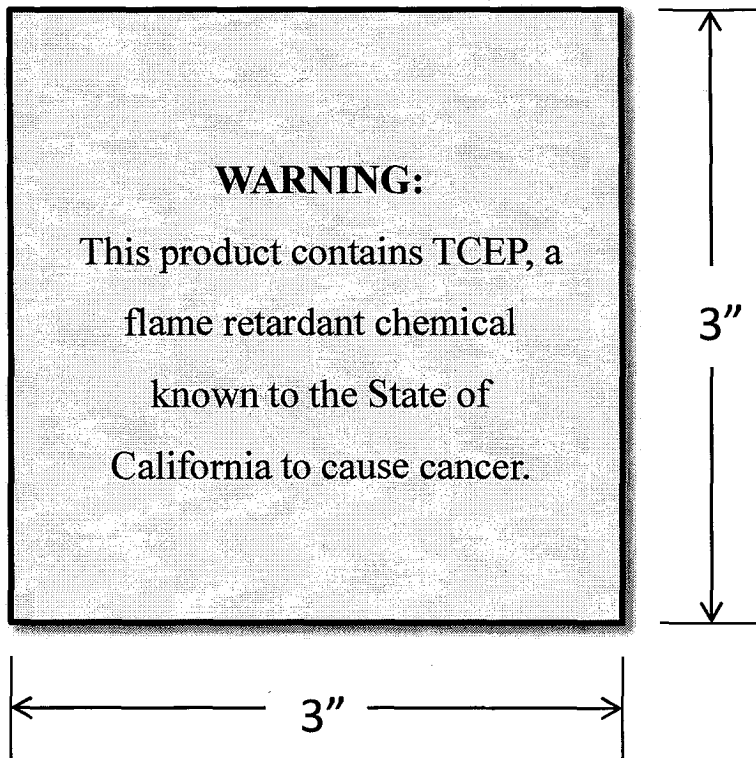 WARNING:
This product contains TCEP, a
flame retardant chemical
known to the State of
California to cause cancer.
3”
3”